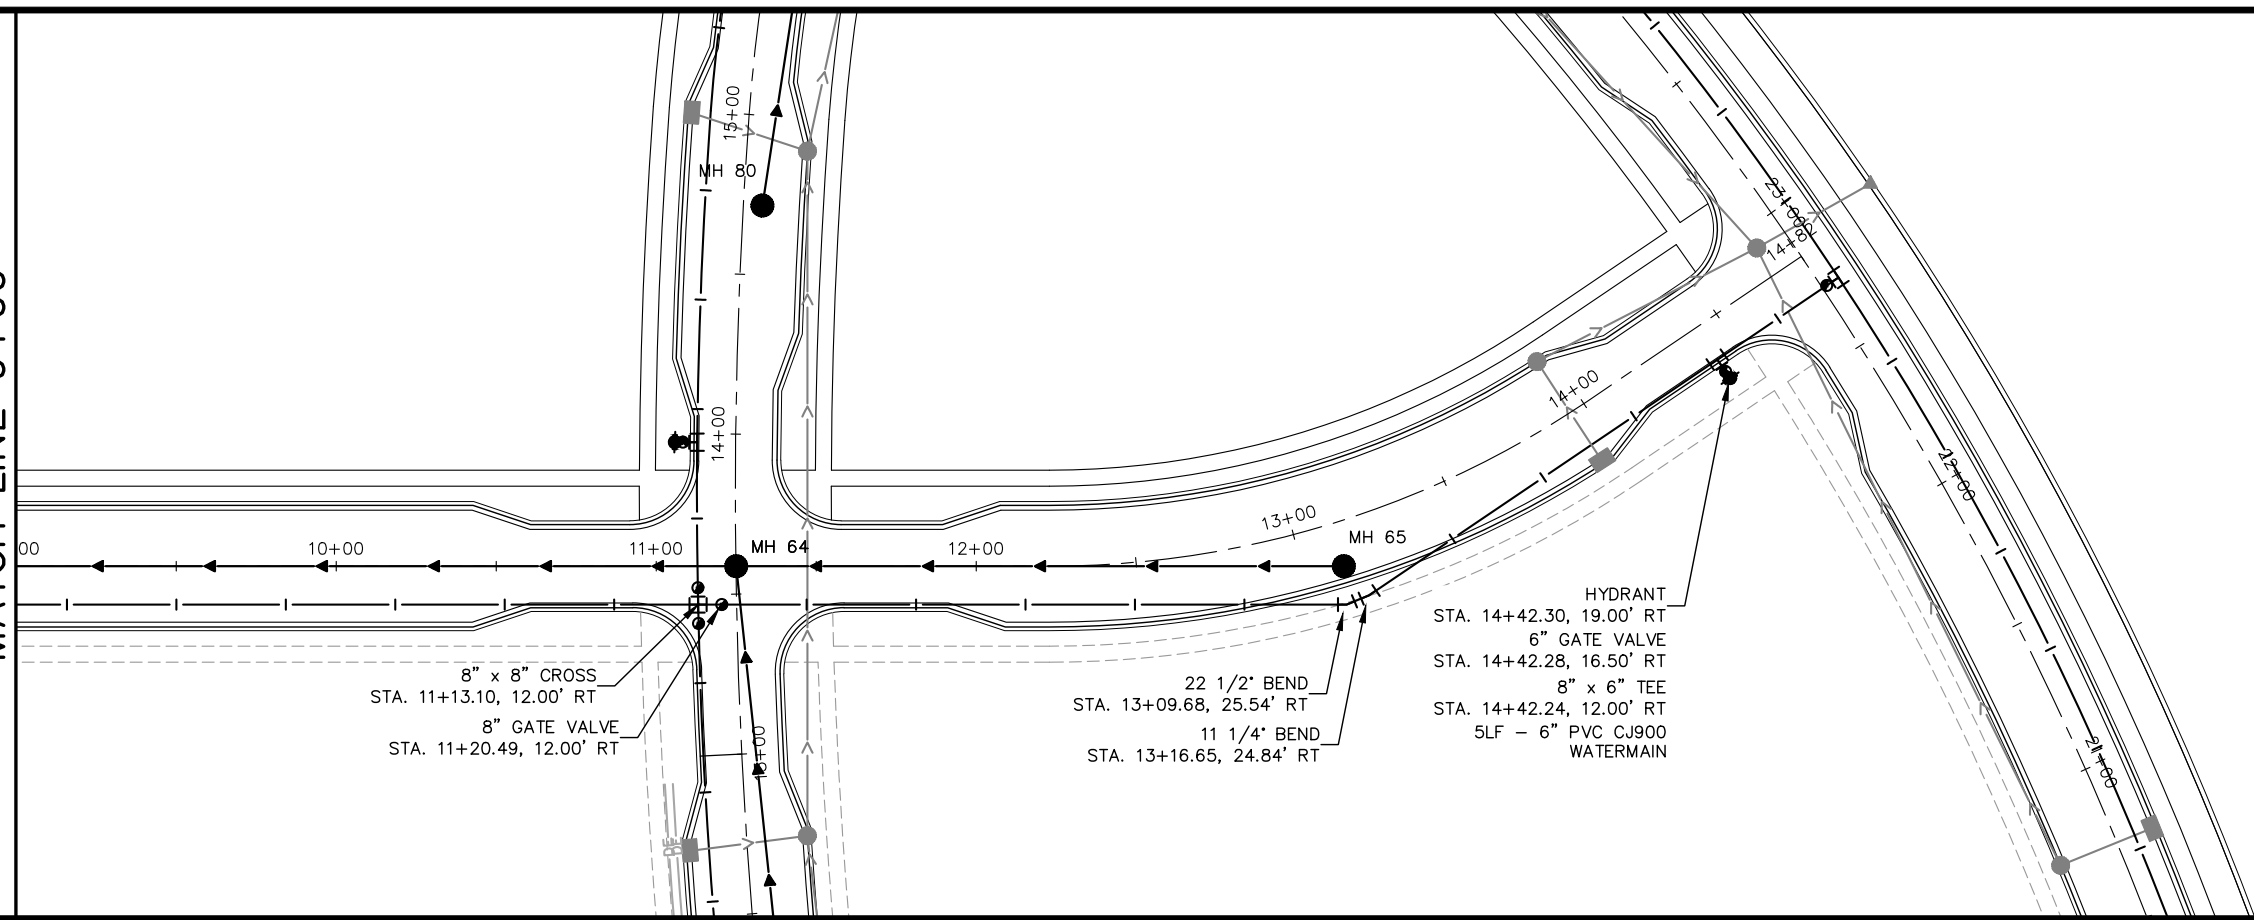 15+00
MH 80
14+00
00
10+00
11+00
MH 64
12+00
13+00
MH 65
14+00
23+00
14+82
22+00
21+00
8” x 8” CROSS
STA. 11+13.10, 12.00’ RT
8” GATE VALVE
STA. 11+20.49, 12.00’ RT
22 1/2° BEND
STA. 13+09.68, 25.54’ RT
11 1/4° BEND
STA. 13+16.65, 24.84’ RT
HYDRANT
STA. 14+42.30, 19.00’ RT
6” GATE VALVE
STA. 14+42.28, 16.50’ RT
8” x 6” TEE
STA. 14+42.24, 12.00’ RT
5LF – 6” PVC CJ900
WATERMAIN